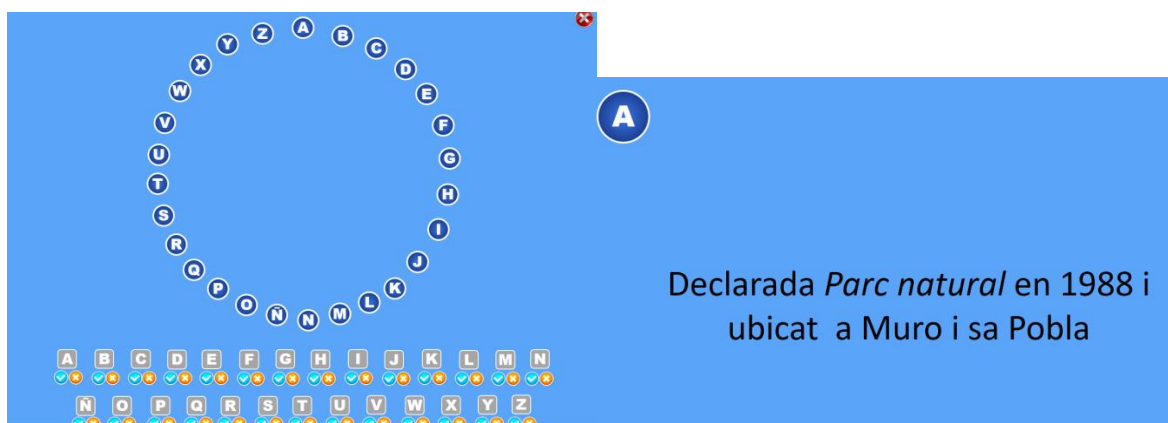 A B C D E F G H I J K L M N Ñ O P Q R S T U V W X Y Z
A B C D E F G H I J K L M N
Ñ O P Q R S T U V W X Y Z
A
Declarada Parc natural en 1988 i
ubicat a Muro i sa Pobla